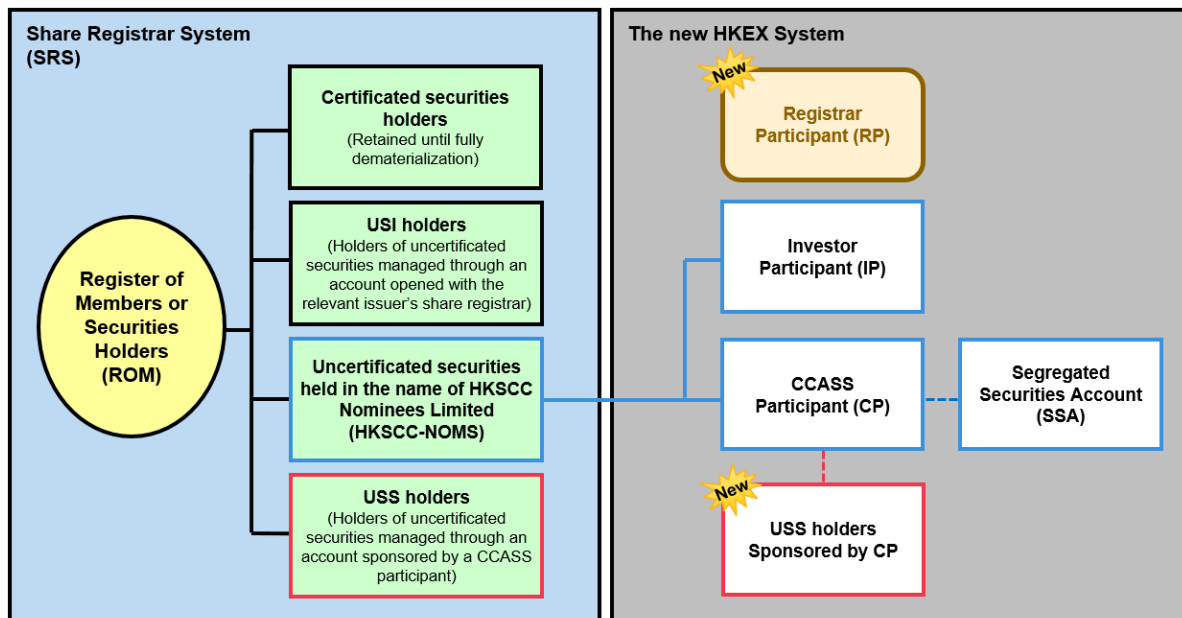 Share Registrar System
(SRS)
Register of
Members or
Securities
Holders
(ROM)
Certificated securities
holders
(Retained until fully
dematerialization)
USI holders
(Holders of uncertificated
securities managed through an
account opened with the
relevant issuer's share registrar)
Uncertificated securities
held in the name of HKSCC
Nominees Limited
(HKSCC-NOMS)
USS holders
(Holders of uncertificated
securities managed through an
account sponsored by a CCASS
participant)
The new HKEX System
New
Registrar
Participant (RP)
Investor
Participant (IP)
CCASS
Participant (CP)
Segregated
Securities Account
(SSA)
New
USS holders
Sponsored by CP